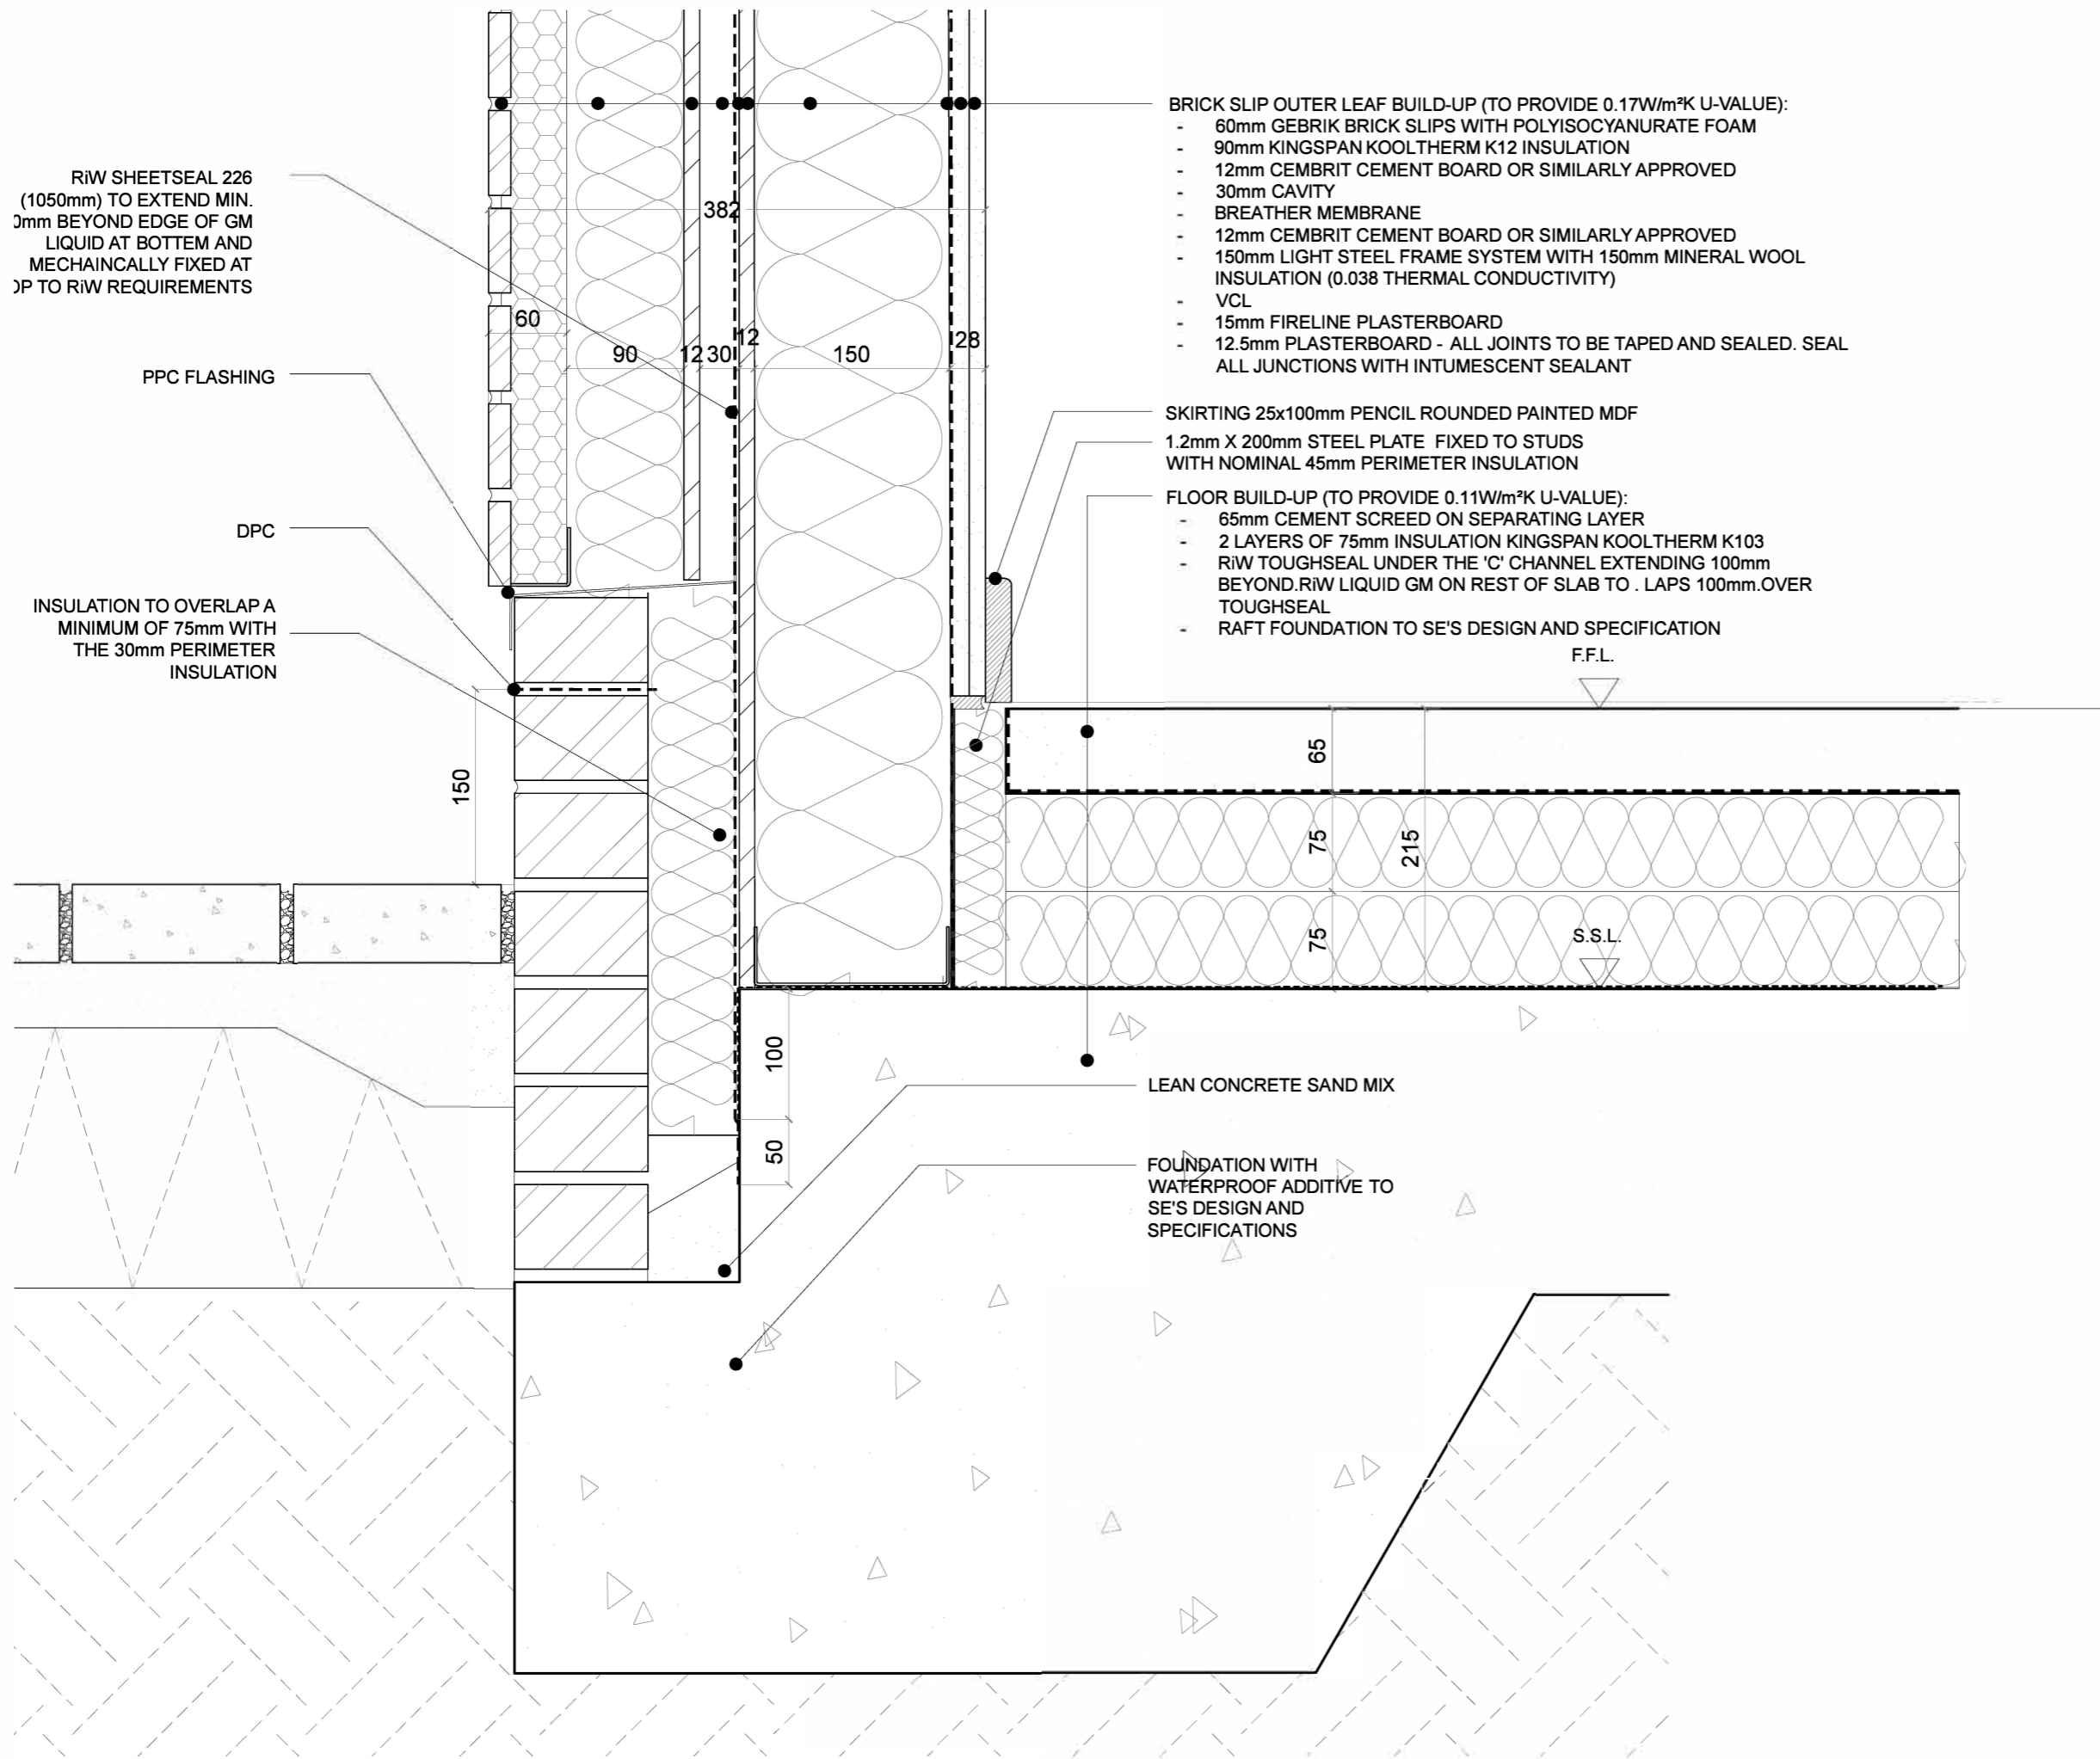 BRICK SLIP OUTER LEAF BUILD-UP (TO PROVIDE 0.17W/m²K U-VALUE):
- 60mm GEBRIK BRICK SLIPS WITH POLYISOCYANURATE FOAM
- 90mm KINGSPAN KOOLTHERM K12 INSULATION
- 12mm CEMBRIT CEMENT BOARD OR SIMILARLY APPROVED
- 30mm CAVITY
- BREATHER MEMBRANE
- 12mm CEMBRIT CEMENT BOARD OR SIMILARLY APPROVED
- 150mm LIGHT STEEL FRAME SYSTEM WITH 150mm MINERAL WOOL
INSULATION (0.038 THERMAL CONDUCTIVITY)
- VCL
- 15mm FIRELINE PLASTERBOARD
- 12.5mm PLASTERBOARD - ALL JOINTS TO BE TAPED AND SEALED. SEAL
ALL JUNCTIONS WITH INTUMESCENT SEALANT
RiW SHEETSEAL 226
(1050mm) TO EXTEND MIN.
0mm BEYOND EDGE OF GM
LIQUID AT BOTTEM AND
MECHAINCALLY FIXED AT
OP TO RiW REQUIREMENTS
382
60
90
12
30
12
150
28
PPC FLASHING
DPC
INSULATION TO OVERLAP A
MINIMUM OF 75mm WITH
THE 30mm PERIMETER
INSULATION
150
SKIRTING 25x100mm PENCIL ROUNDED PAINTED MDF
1.2mm X 200mm STEEL PLATE FIXED TO STUDS
WITH NOMINAL 45mm PERIMETER INSULATION
FLOOR BUILD-UP (TO PROVIDE 0.11W/m²K U-VALUE):
- 65mm CEMENT SCREED ON SEPARATING LAYER
- 2 LAYERS OF 75mm INSULATION KINGSPAN KOOLTHERM K103
- RiW TOUGHSEAL UNDER THE 'C' CHANNEL EXTENDING 100mm
BEYOND.RiW LIQUID GM ON REST OF SLAB TO . LAPS 100mm.OVER
TOUGHSEAL
- RAFT FOUNDATION TO SE'S DESIGN AND SPECIFICATION
F.F.L.
65
75
215
75
S.S.L.
100
50
LEAN CONCRETE SAND MIX
FOUNDATION WITH
WATERPROOF ADDITIVE TO
SE'S DESIGN AND
SPECIFICATIONS